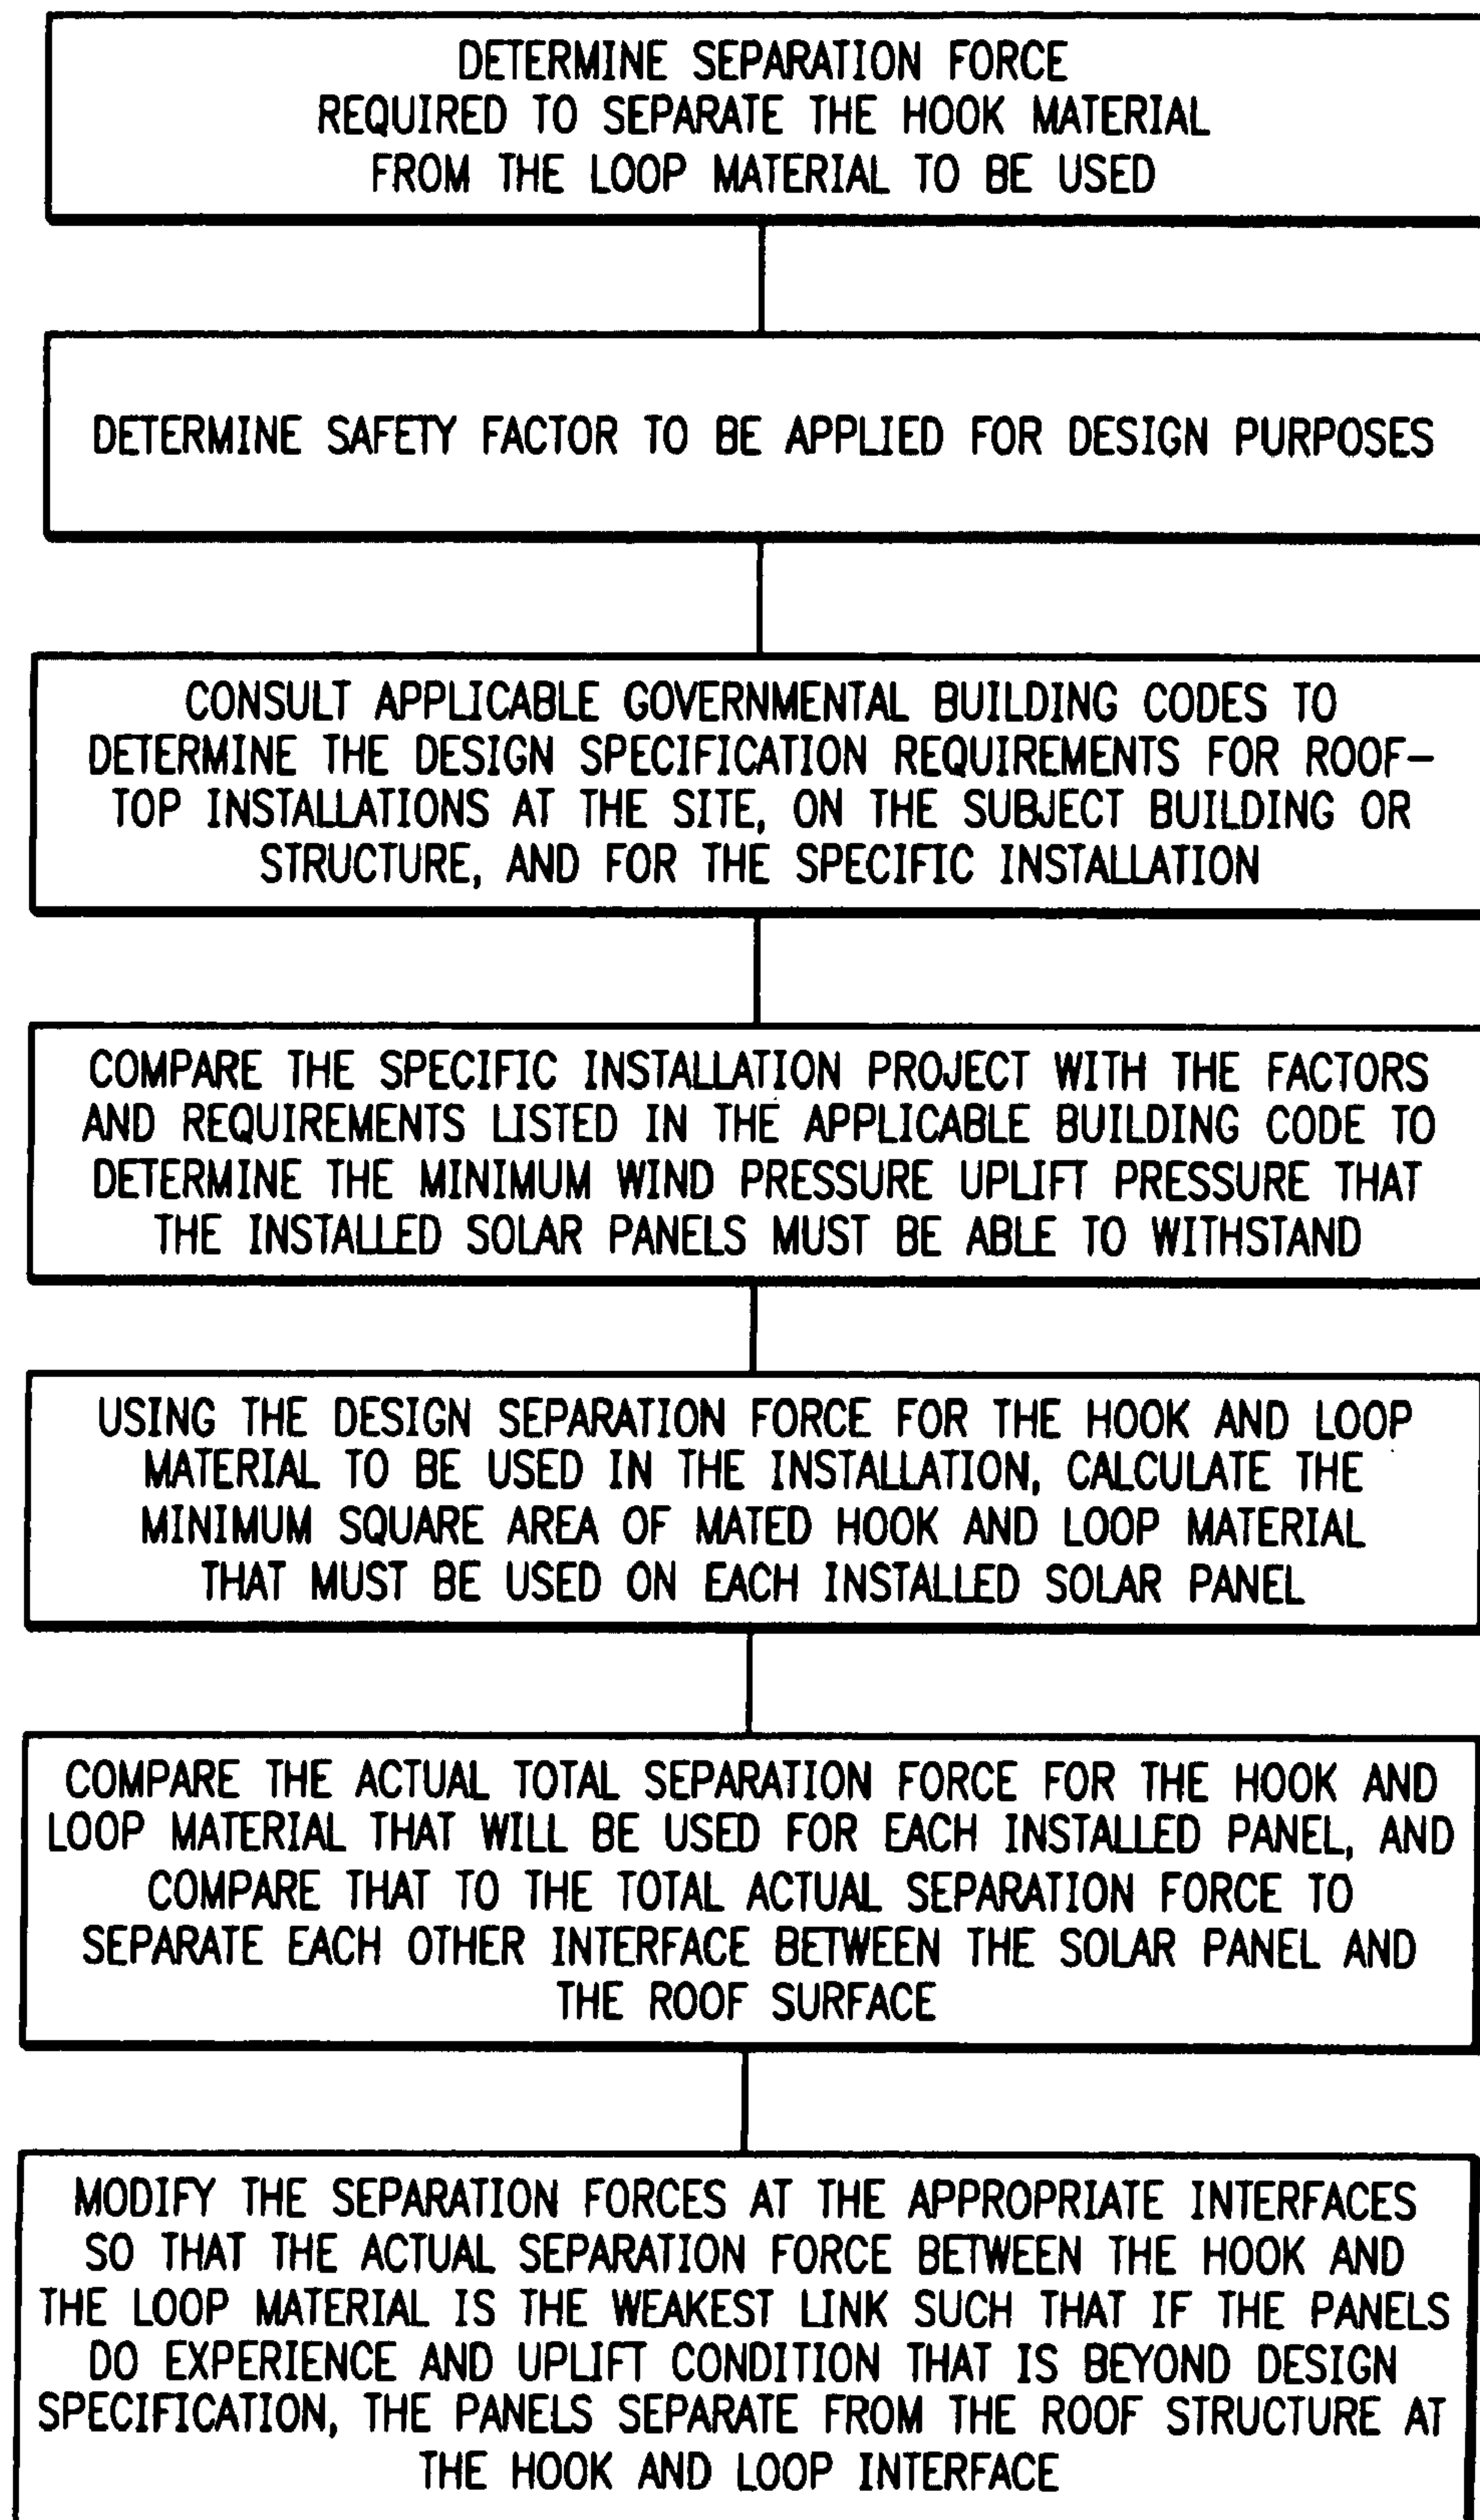 DETERMINE SEPARATION FORCE
REQUIRED TO SEPARATE THE HOOK MATERIAL
FROM THE LOOP MATERIAL TO BE USED
DETERMINE SAFETY FACTOR TO BE APPLIED FOR DESIGN PURPOSES
CONSULT APPLICABLE GOVERNMENTAL BUILDING CODES TO
DETERMINE THE DESIGN SPECIFICATION REQUIREMENTS FOR ROOF-
TOP INSTALLATIONS AT THE SITE, ON THE SUBJECT BUILDING OR
STRUCTURE, AND FOR THE SPECIFIC INSTALLATION
COMPARE THE SPECIFIC INSTALLATION PROJECT WITH THE FACTORS
AND REQUIREMENTS LISTED IN THE APPLICABLE BUILDING CODE TO
DETERMINE THE MINIMUM WIND PRESSURE UPLIFT PRESSURE THAT
THE INSTALLED SOLAR PANELS MUST BE ABLE TO WITHSTAND
USING THE DESIGN SEPARATION FORCE FOR THE HOOK AND LOOP
MATERIAL TO BE USED IN THE INSTALLATION, CALCULATE THE
MINIMUM SQUARE AREA OF MATED HOOK AND LOOP MATERIAL
THAT MUST BE USED ON EACH INSTALLED SOLAR PANEL
COMPARE THE ACTUAL TOTAL SEPARATION FORCE FOR THE HOOK AND
LOOP MATERIAL THAT WILL BE USED FOR EACH INSTALLED PANEL, AND
COMPARE THAT TO THE TOTAL ACTUAL SEPARATION FORCE TO
SEPARATE EACH OTHER INTERFACE BETWEEN THE SOLAR PANEL AND
THE ROOF SURFACE
MODIFY THE SEPARATION FORCES AT THE APPROPRIATE INTERFACES
SO THAT THE ACTUAL SEPARATION FORCE BETWEEN THE HOOK AND
THE LOOP MATERIAL IS THE WEAKEST LINK SUCH THAT IF THE PANELS
DO EXPERIENCE AND UPLIFT CONDITION THAT IS BEYOND DESIGN
SPECIFICATION, THE PANELS SEPARATE FROM THE ROOF STRUCTURE AT
THE HOOK AND LOOP INTERFACE